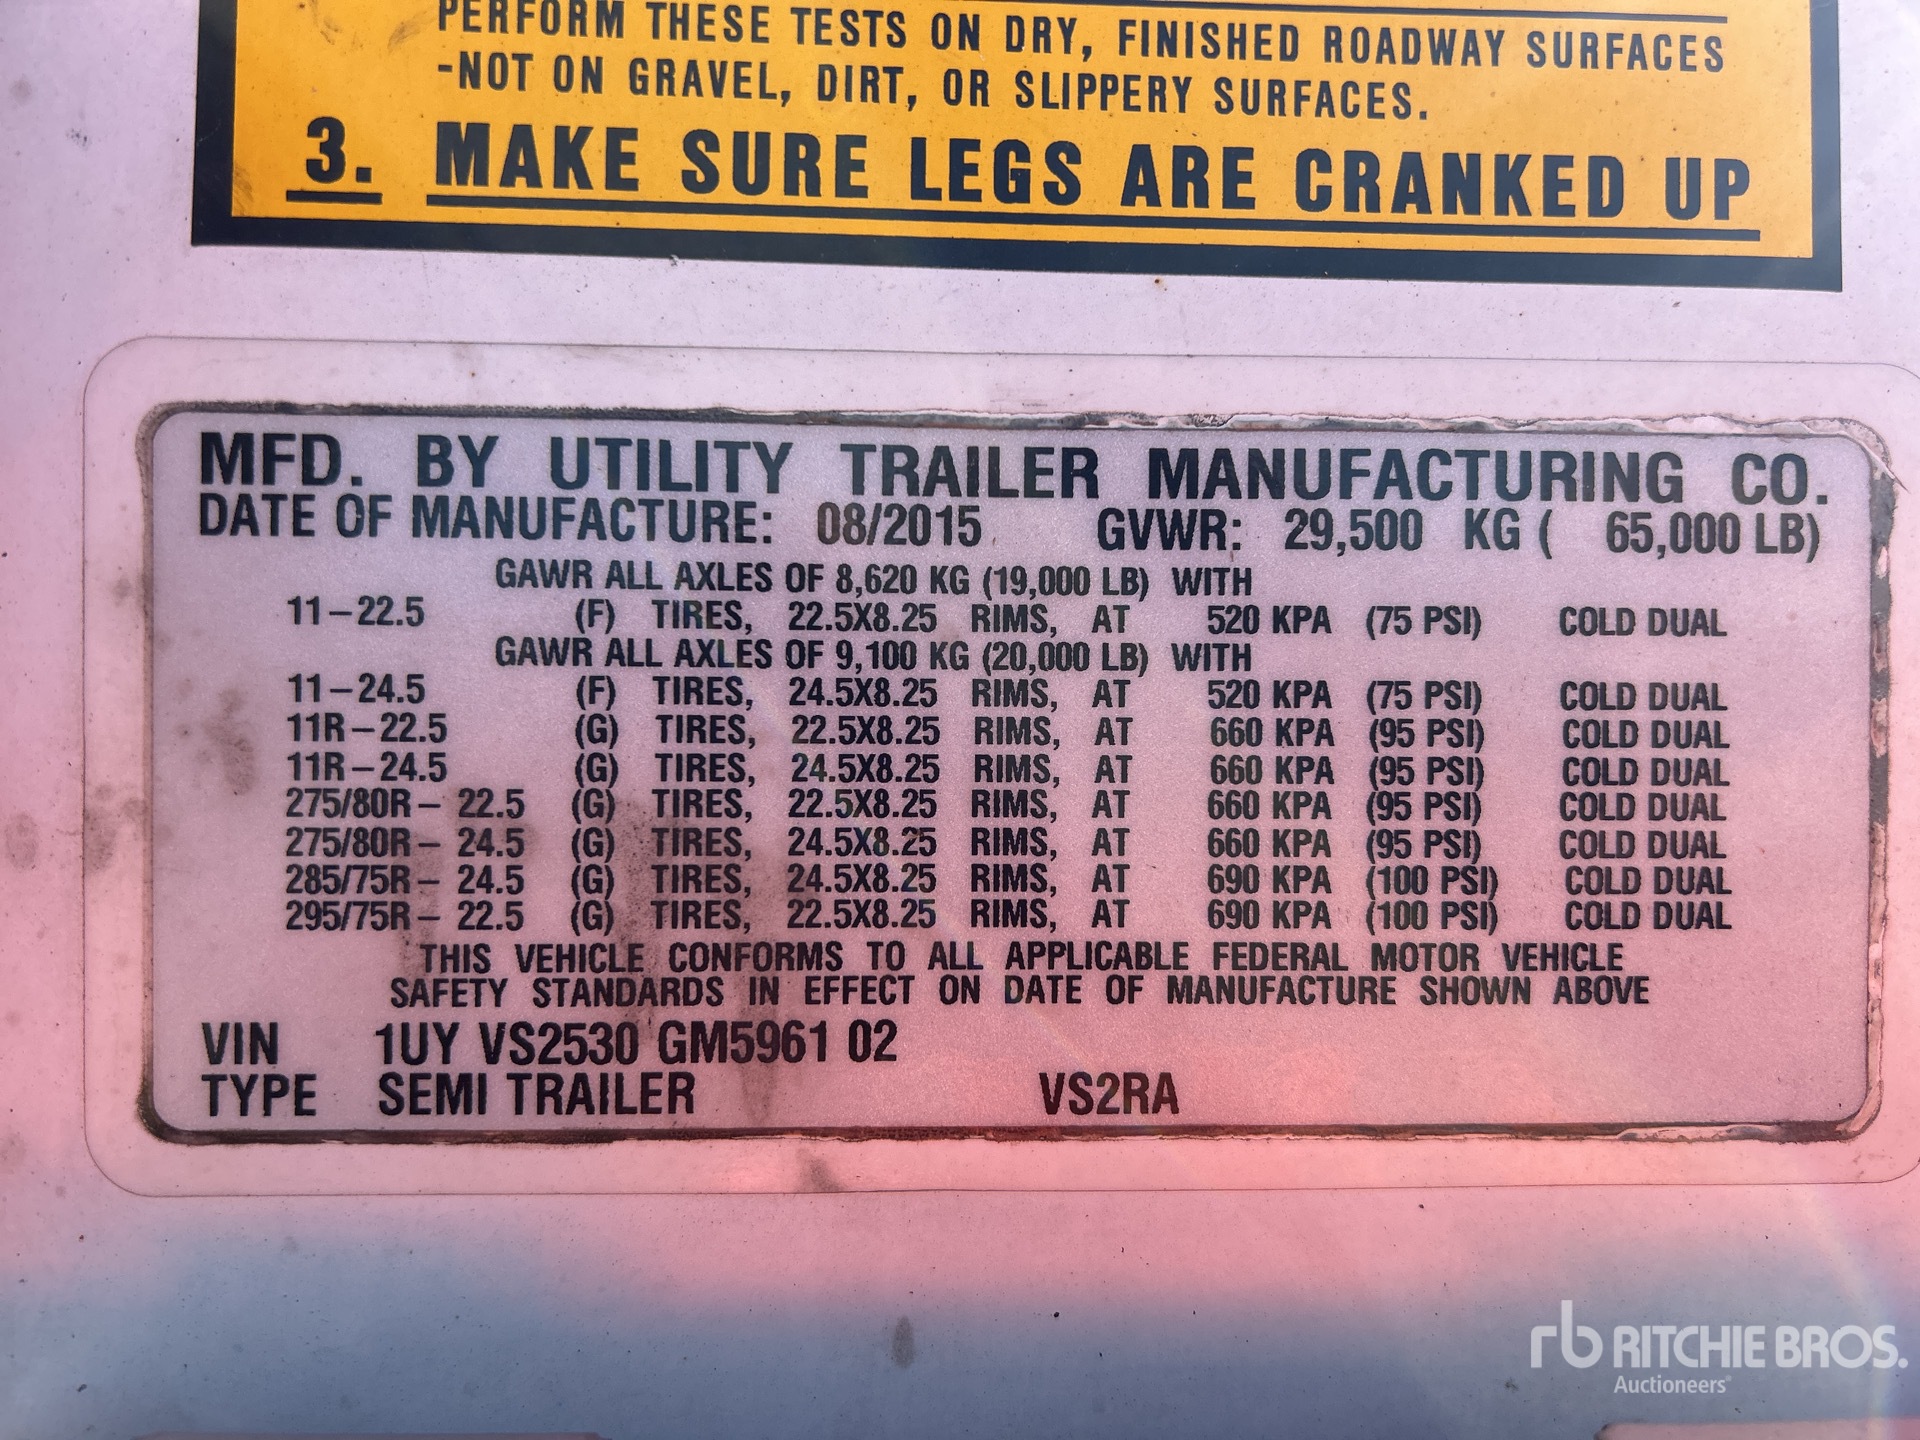 PERFORM THESE TESTS ON DRY, FINISHED ROADWAY SURFACES
-NOT ON GRAVEL, DIRT, OR SLIPPERY SURFACES.
3. MAKE SURE LEGS ARE CRANKED UP
MFD. BY UTILITY TRAILER MANUFACTURING CO.
DATE OF MANUFACTURE: 08/2015 GVWR: 29,500 KG ( 65,000 LB)
GAWR ALL AXLES OF 8,620 KG (19,000 LB) WITH
11-22.5 (F) TIRES, 22.5X8.25 RIMS, AT 520 KPA (75 PSI) COLD DUAL
GAWR ALL AXLES OF 9,100 KG (20,000 LB) WITH
11-24.5 (F) TIRES, 24.5X8.25 RIMS, AT 520 KPA (75 PSI) COLD DUAL
11R-22.5 (G) TIRES, 22.5X8.25 RIMS, AT 660 KPA (95 PSI) COLD DUAL
11R-24.5 (G) TIRES, 24.5X8.25 RIMS, AT 660 KPA (95 PSI) COLD DUAL
275/80R- 22.5 (G) TIRES, 22.5X8.25 RIMS, AT 660 KPA (95 PSI) COLD DUAL
275/80R- 24.5 (G) TIRES, 24.5X8.25 RIMS, AT 660 KPA (95 PSI) COLD DUAL
285/75R- 24.5 (G) TIRES, 24.5X8.25 RIMS, AT 690 KPA (100 PSI) COLD DUAL
295/75R- 22.5 (G) TIRES, 22.5X8.25 RIMS, AT 690 KPA (100 PSI) COLD DUAL
THIS VEHICLE CONFORMS TO ALL APPLICABLE FEDERAL MOTOR VEHICLE
SAFETY STANDARDS IN EFFECT ON DATE OF MANUFACTURE SHOWN ABOVE
VIN 1UY VS2530 GM5961 02
TYPE SEMI TRAILER VS2RA
rb RITCHIE BROS.
Auctioneers